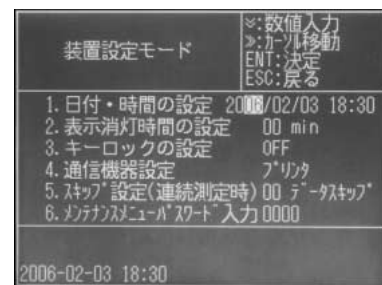 装置設定モード
≫:数値入力
≫:カーソル移動
ENT:決定
ESC:戻る
1.日付・時間の設定 2006/02/03 18:30
2.表示消灯時間の設定 00 min
3.キーロックの設定 OFF
4.通信機器設定 プリンタ
5.スキップ設定(連続測定時)00 データスキップ
6.メンテナンスメニューパスワード入力 0000
2006-02-03 18:30